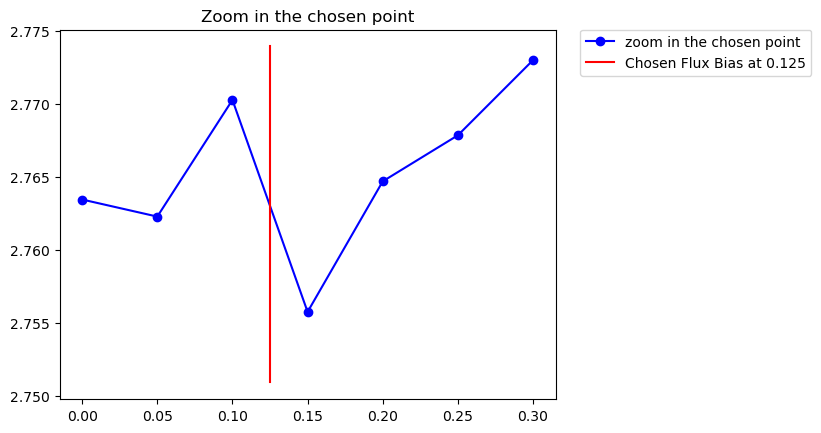 Zoom in the chosen point
2.775
2.770
2.765
2.760
2.755
2.750
0.00 0.05 0.10 0.15 0.20 0.25 0.30
zoom in the chosen point
Chosen Flux Bias at 0.125